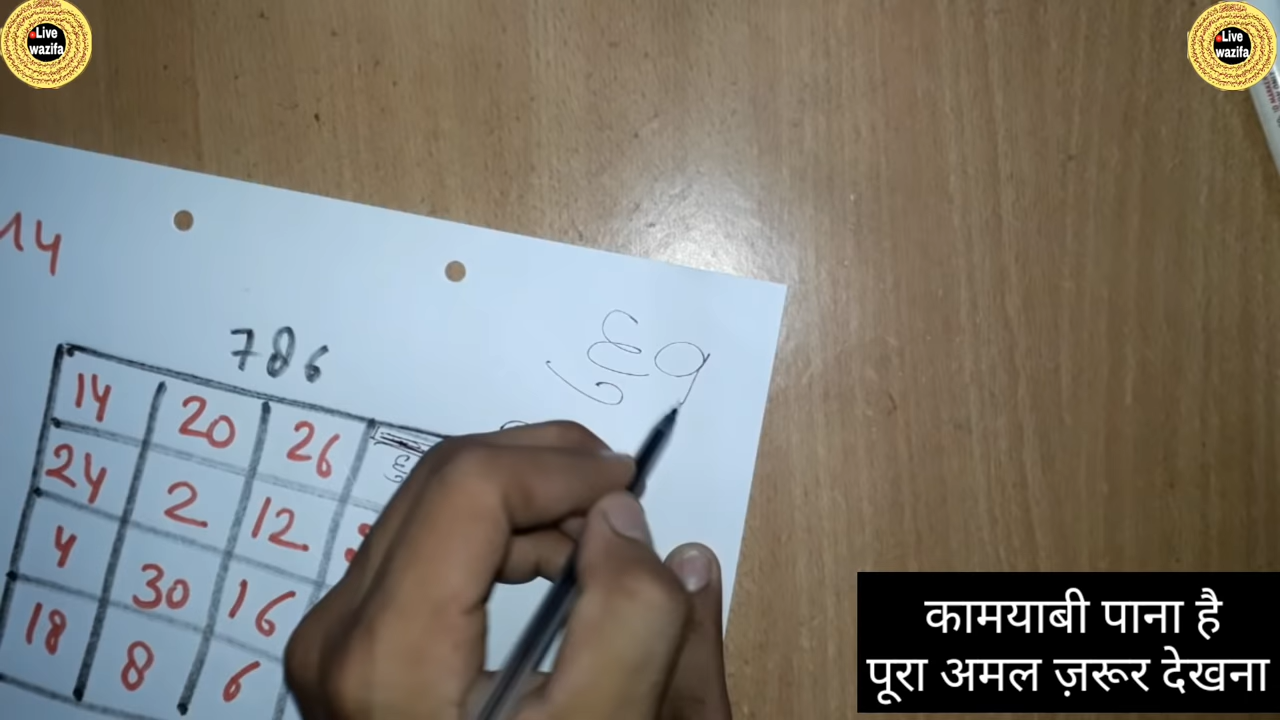 Live
wazifa
Live
wazifa
14
786
14 20 26
24 2 12
4 30 16
18 8 6
कामयाबी पाना है
पूरा अमल ज़रूर देखना